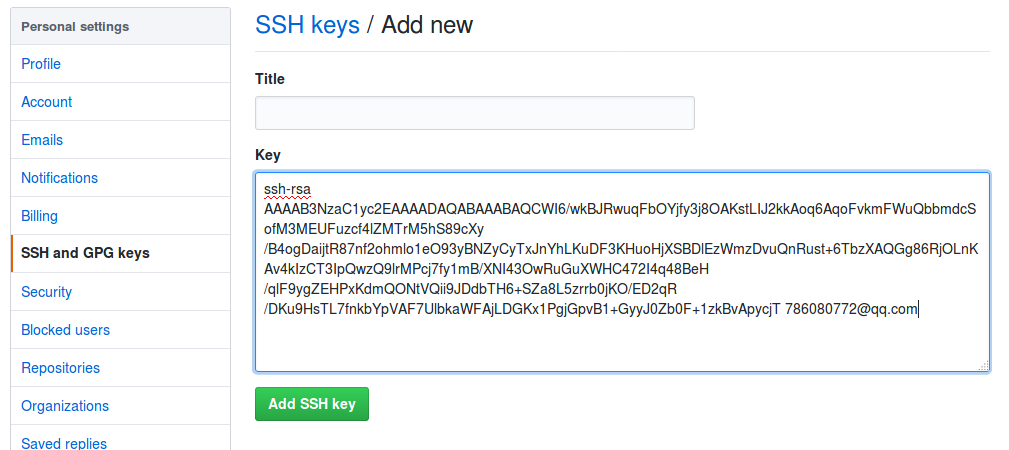 Personal settings
Profile
Account
Emails
Notifications
Billing
SSH and GPG keys
Security
Blocked users
Repositories
Organizations
Saved replies
SSH keys / Add new
Title
Key
ssh-rsa
AAAAB3NzaC1yc2EAAAADAQABAAABAQCWI6/wkBJRwuqFbOYjfy3j8OAKstLIJ2kkAoq6AqoFvkmFWuQbbmdcS
ofM3MEUFuzcf4lZMTrM5hS89cXy
/B4ogDaijtR87nf2ohmlo1eO93yBNZyCyTxJnYhLKuDF3KHuoHjXSBDlEzWmzDvuQnRust+6TbzXAQGg86RjOLnK
Av4kIzCT3IpQwzQ9lrMPcj7fy1mB/XNI43OwRuGuXWHC472I4q48BeH
/qlF9ygZEHPxKdmQONtVQii9JDdbTH6+SZa8L5zrrb0jKO/ED2qR
/DKu9HsTL7fnkbYpVAF7UlbkaWFAjLDGKx1PgjGpvB1+GyyJ0Zb0F+1zkBvApycjT 786080772@qq.com
Add SSH key